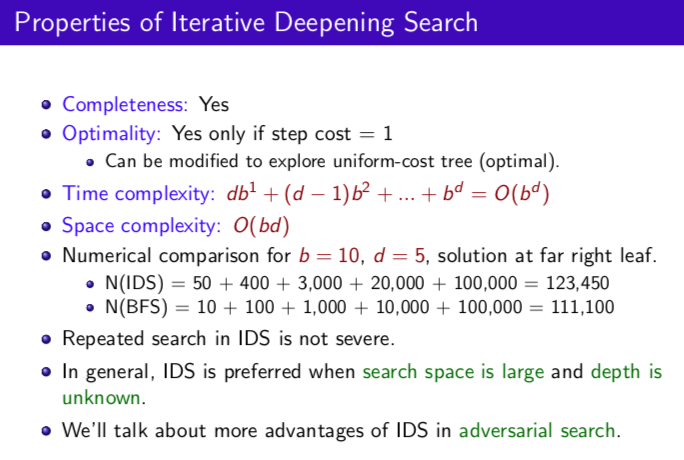 Properties of Iterative Deepening Search
Completeness: Yes
Optimality: Yes only if step cost = 1
Can be modified to explore uniform-cost tree (optimal).
Time complexity: db¹ + (d − 1)b² + ... + bᵈ = O(bᵈ)
Space complexity: O(bd)
Numerical comparison for b = 10, d = 5, solution at far right leaf.
N(IDS) = 50 + 400 + 3,000 + 20,000 + 100,000 = 123,450
N(BFS) = 10 + 100 + 1,000 + 10,000 + 100,000 = 111,100
Repeated search in IDS is not severe.
In general, IDS is preferred when search space is large and depth is
unknown.
We'll talk about more advantages of IDS in adversarial search.